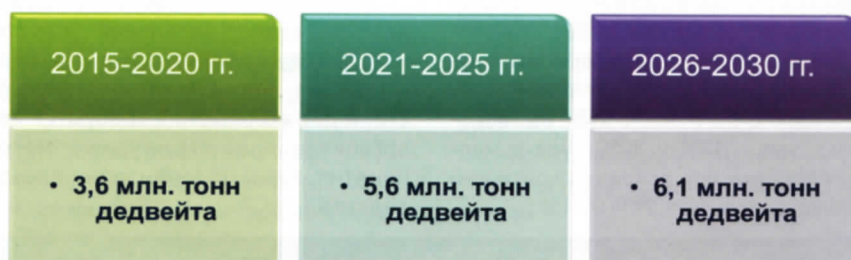 2015-2020 гг.
2021-2025 гг.
2026-2030 гг.
• 3,6 млн. тонн
дедвейта
• 5,6 млн. тонн
дедвейта
• 6,1 млн. тонн
дедвейта